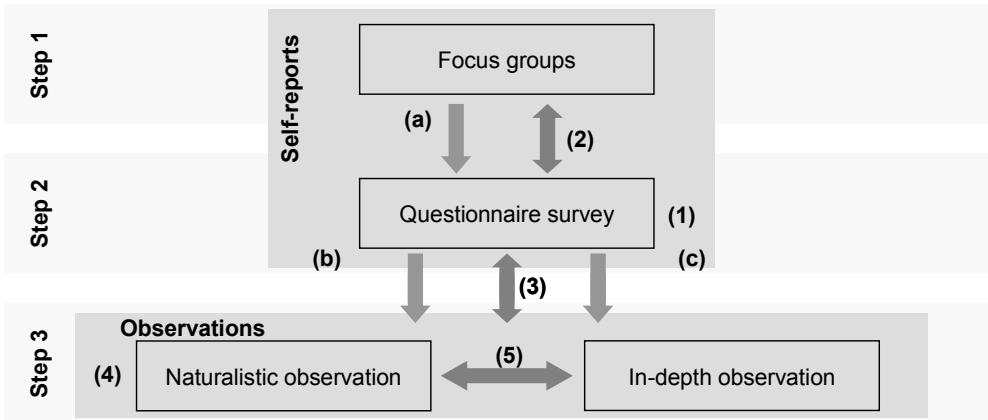 Step 1
Self-reports
Focus groups
(a)
(2)
Step 2
Questionnaire survey
(1)
(b)
(3)
(c)
Step 3
Observations
(4)
Naturalistic observation
(5)
In-depth observation